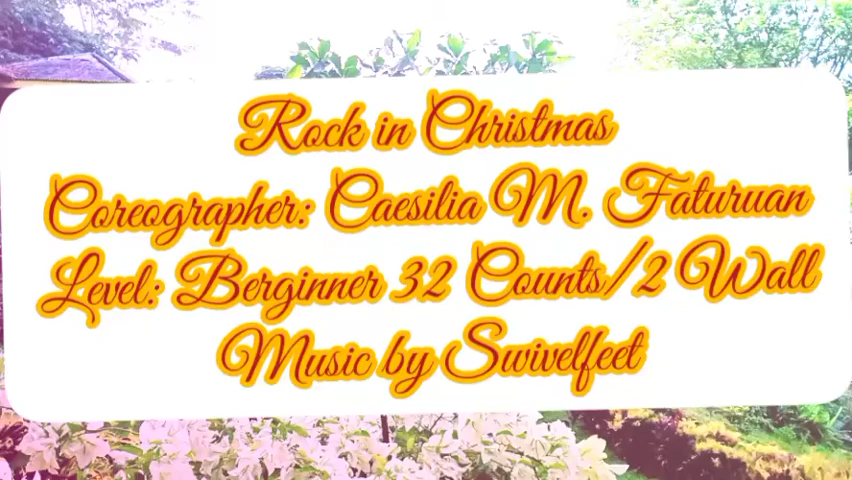 Rock in Christmas
Coreographer: Caesilia M. Faturuan
Level: Berginner 32 Counts/2 Wall
Music by Swivelfeet